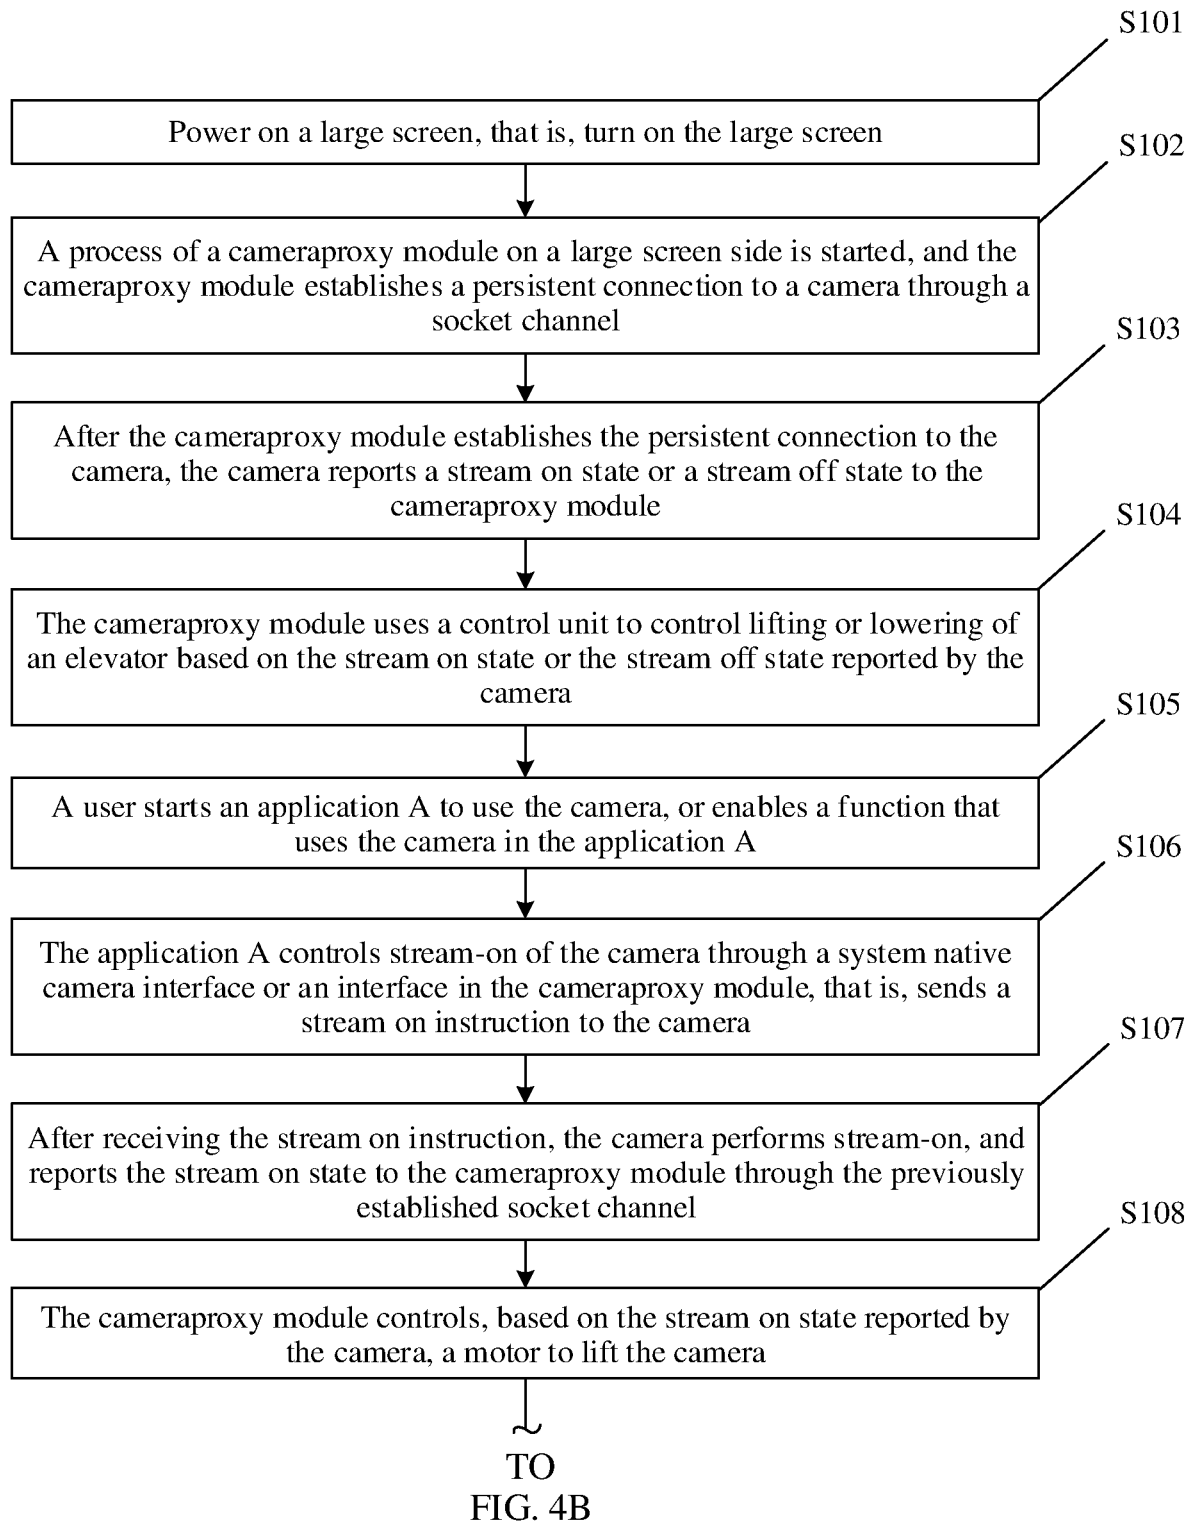 S101
Power on a large screen, that is, turn on the large screen
S102
A process of a cameraproxy module on a large screen side is started, and the
cameraproxy module establishes a persistent connection to a camera through a
socket channel
S103
After the cameraproxy module establishes the persistent connection to the
camera, the camera reports a stream on state or a stream off state to the
cameraproxy module
S104
The cameraproxy module uses a control unit to control lifting or lowering of
an elevator based on the stream on state or the stream off state reported by the
camera
S105
A user starts an application A to use the camera, or enables a function that
uses the camera in the application A
S106
The application A controls stream-on of the camera through a system native
camera interface or an interface in the cameraproxy module, that is, sends a
stream on instruction to the camera
S107
After receiving the stream on instruction, the camera performs stream-on, and
reports the stream on state to the cameraproxy module through the previously
established socket channel
S108
The cameraproxy module controls, based on the stream on state reported by
the camera, a motor to lift the camera
TO
FIG. 4B